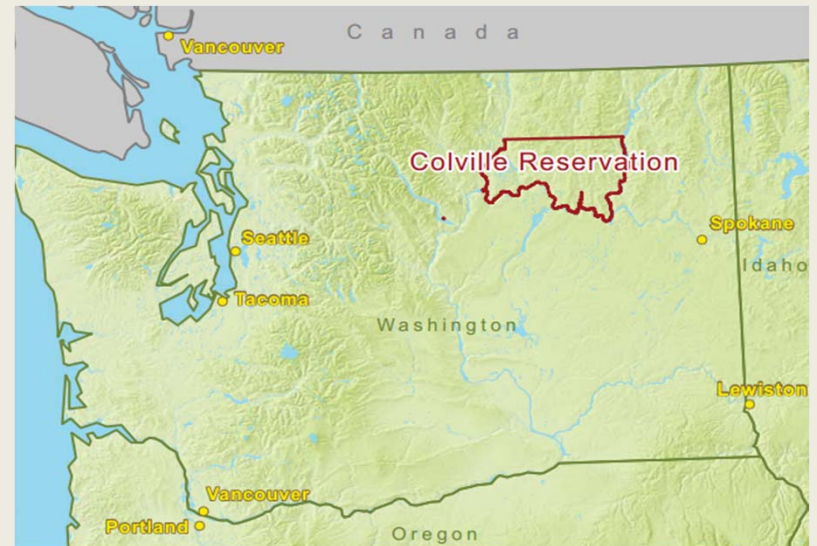 C a n a d a
Vancouver
Colville Reservation
Spokane
Seattle
Idaho
Tacoma
Washington
Lewiston
Vancouver
Portland
Oregon